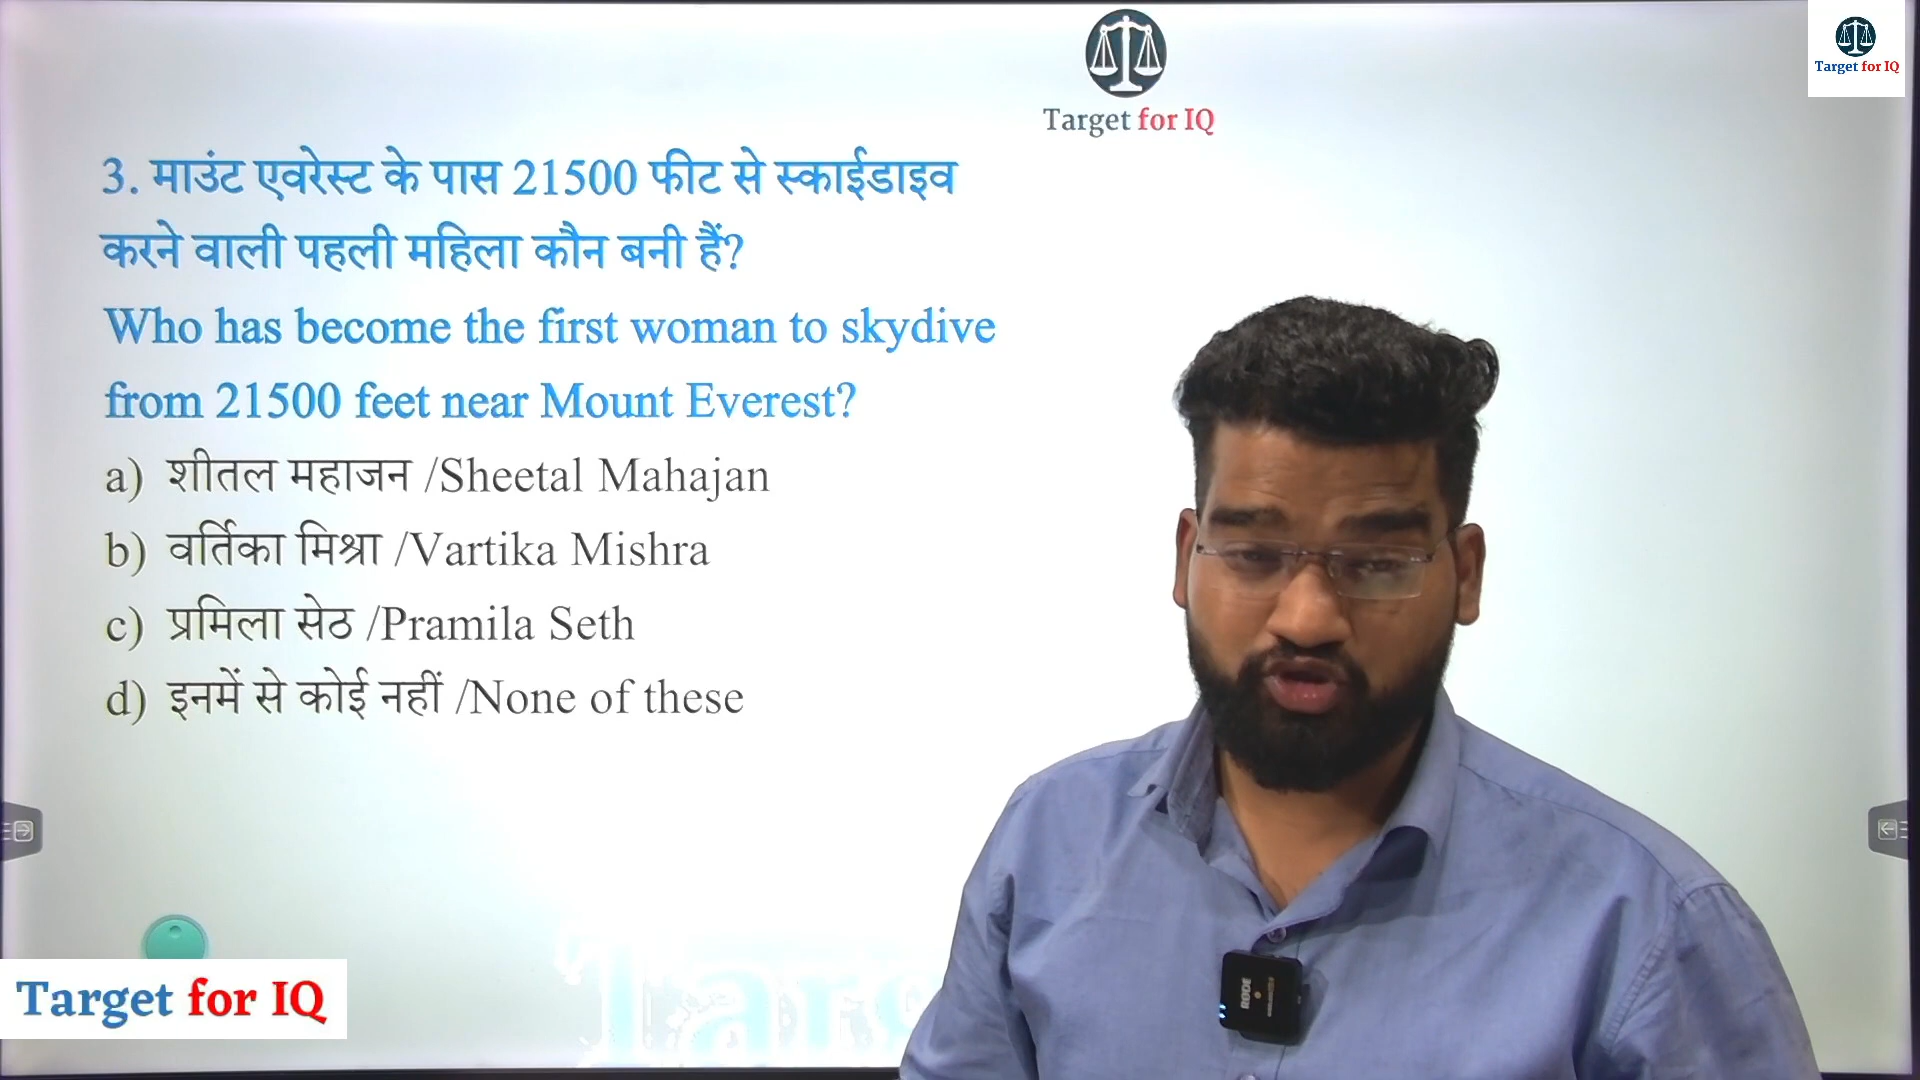 Target for IQ
Target for IQ
3. माउंट एवरेस्ट के पास 21500 फीट से स्काईडाइव
करने वाली पहली महिला कौन बनी हैं?
Who has become the first woman to skydive
from 21500 feet near Mount Everest?
a) शीतल महाजन /Sheetal Mahajan
b) वर्तिका मिश्रा /Vartika Mishra
c) प्रमिला सेठ /Pramila Seth
d) इनमें से कोई नहीं /None of these
RODE
Target for IQ